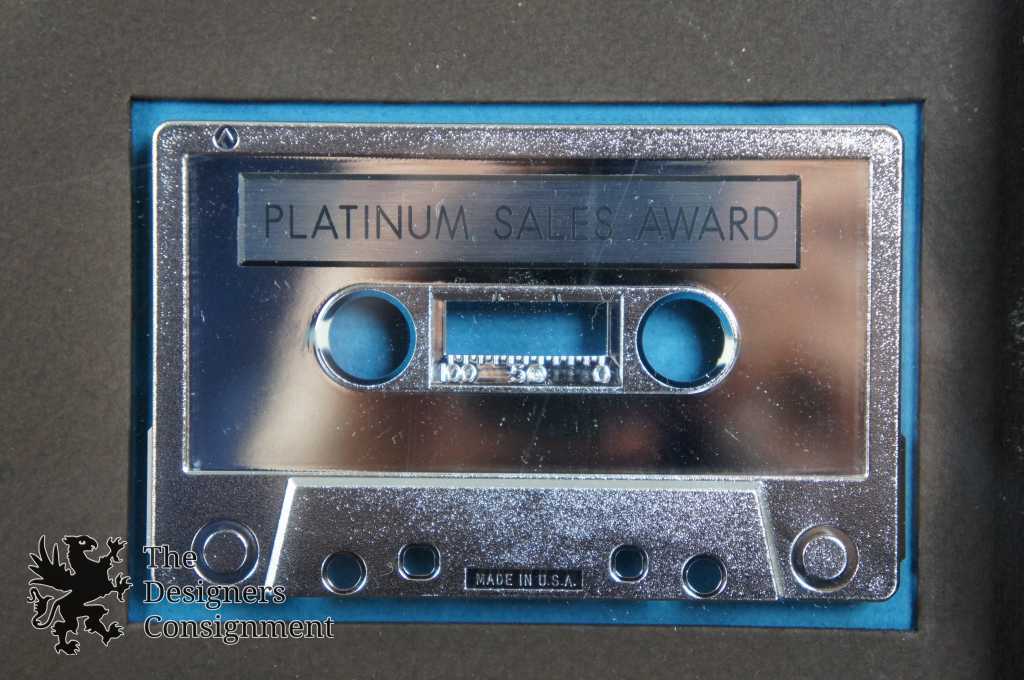 PLATINUM SALES AWARD
100 50 0
MADE IN U.S.A.
The
Designers
Consignment